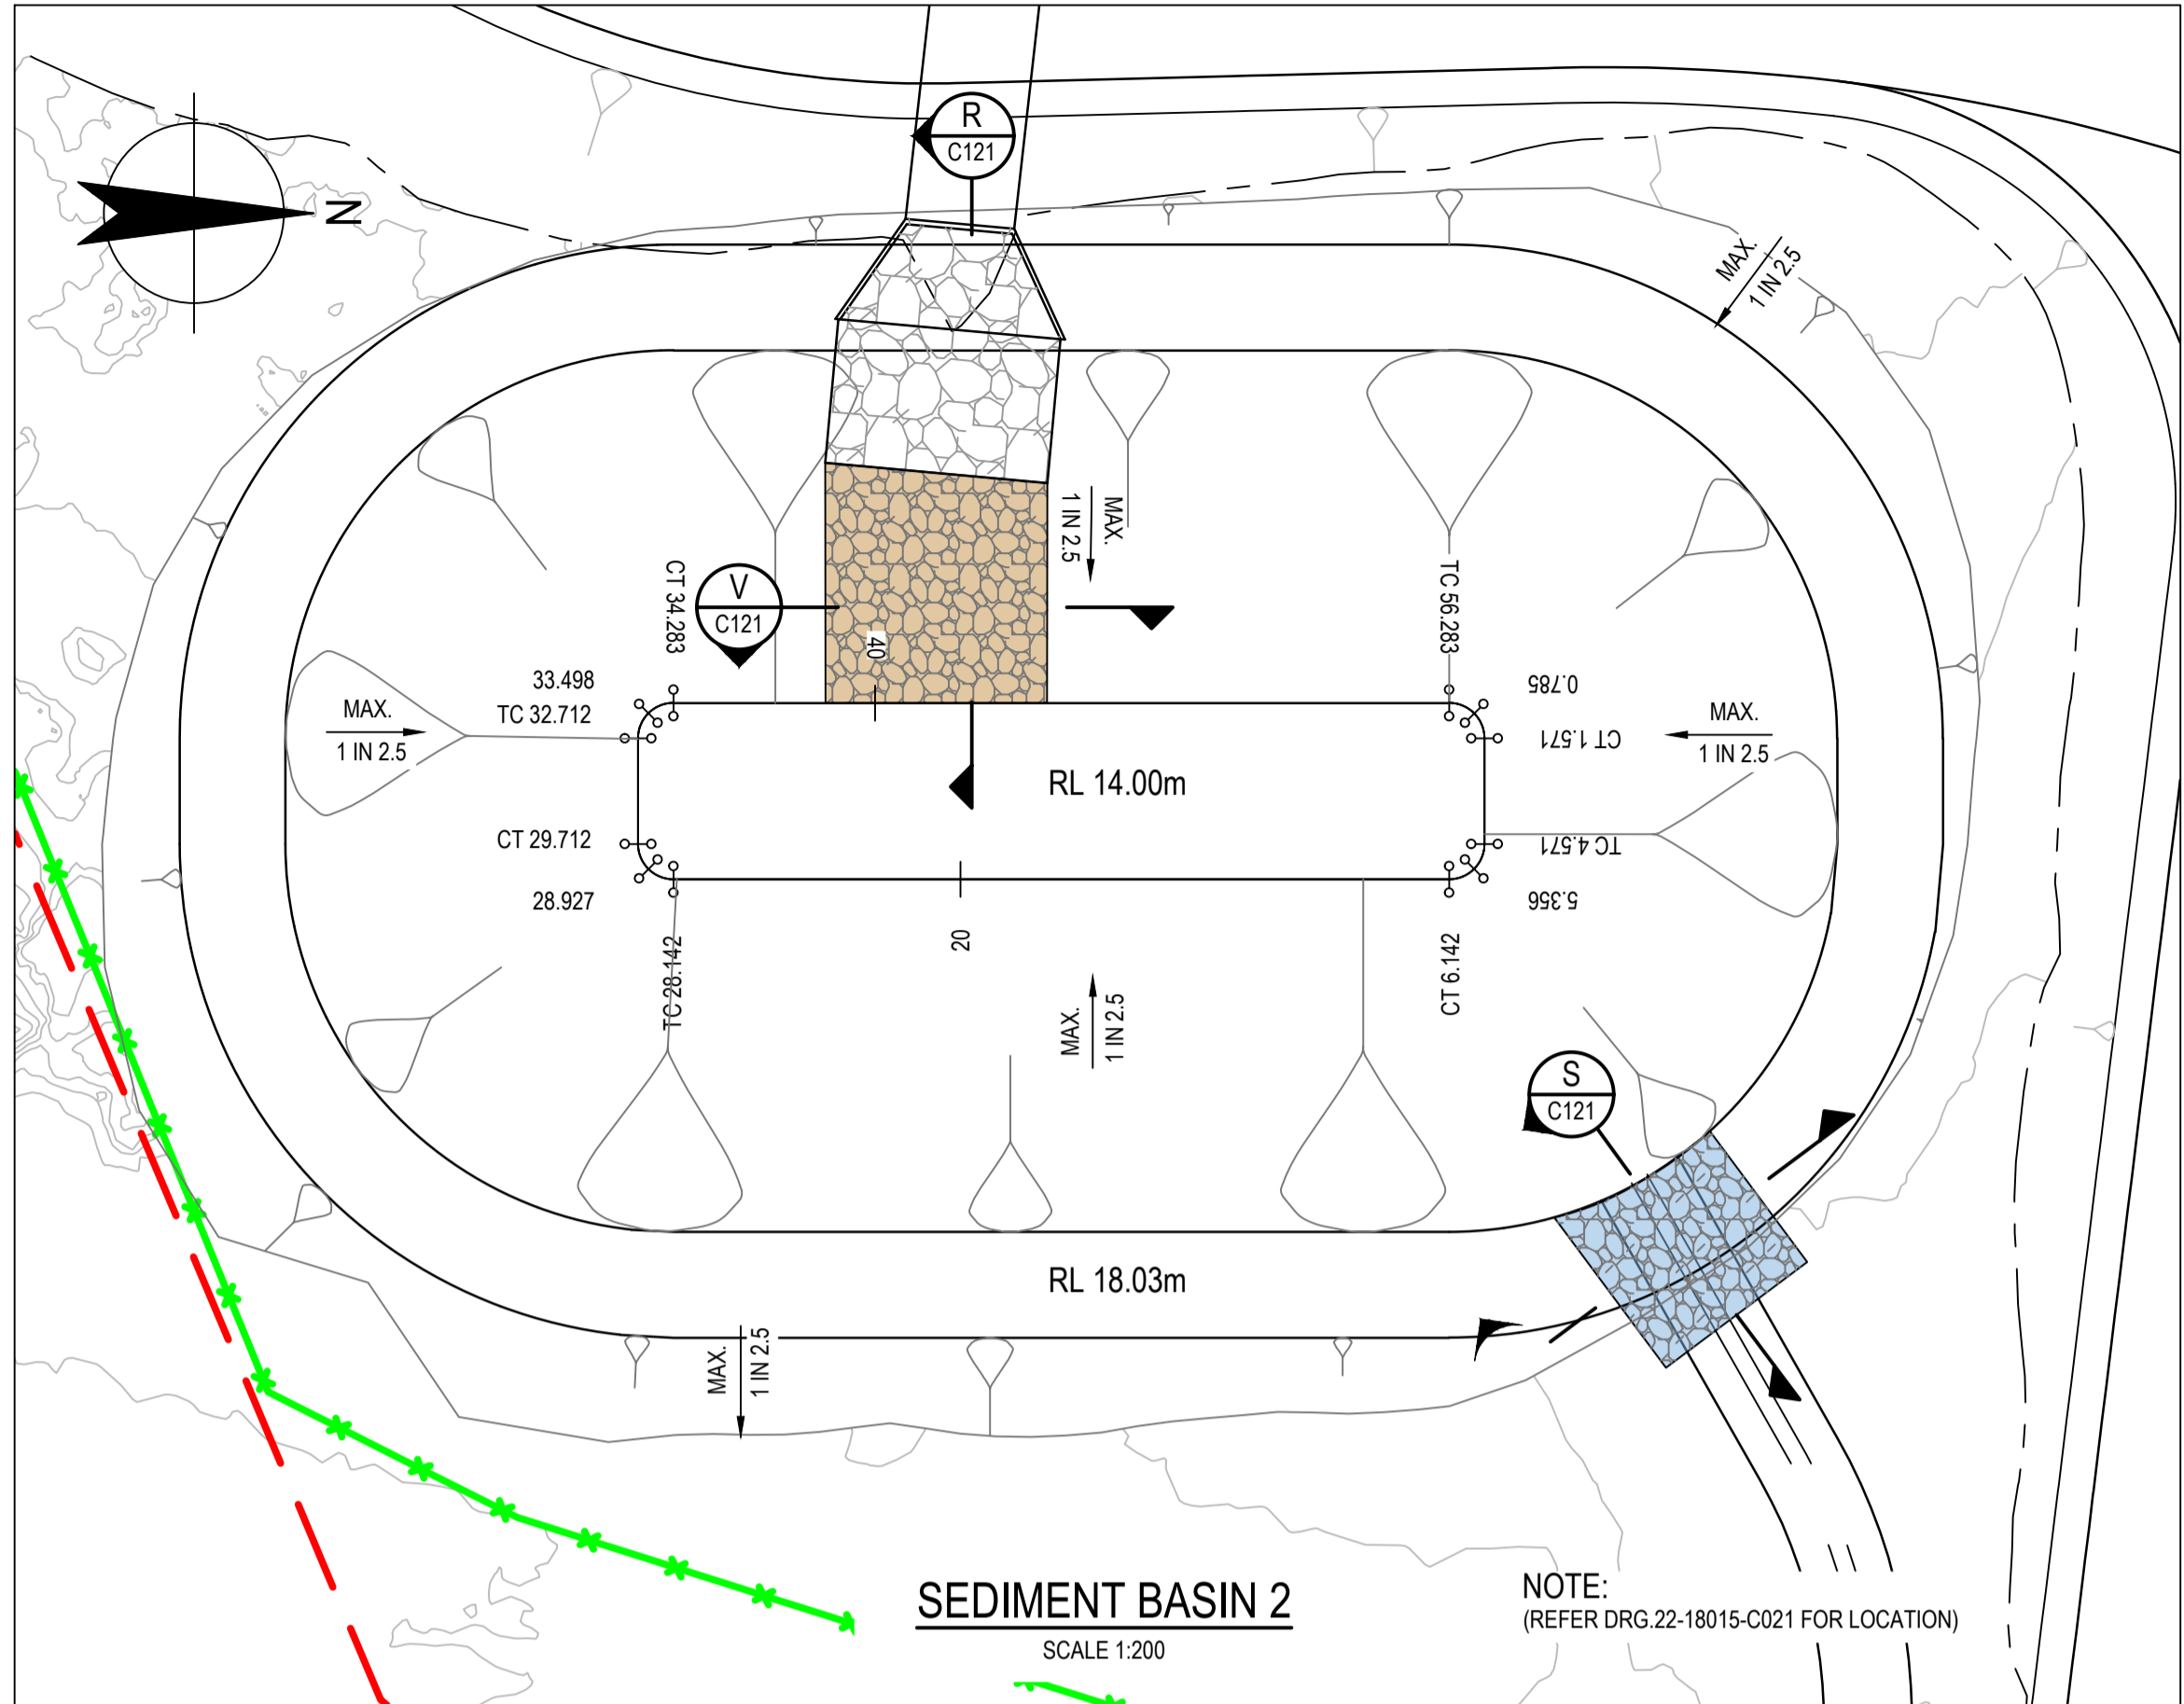 R
C121
N
MAX.
1 IN 2.5
MAX.
1 IN 2.5
V
C121
CT 34.283
40
TC 56.283
33.498
TC 32.712
0.785
CT 1.571
MAX.
1 IN 2.5
MAX.
1 IN 2.5
RL 14.00m
CT 29.712
28.927
TC 4.571
5.356
TC 28.142
20
CT 6.142
MAX.
1 IN 2.5
S
C121
RL 18.03m
MAX.
1 IN 2.5
SEDIMENT BASIN 2
SCALE 1:200
NOTE:
(REFER DRG.22-18015-C021 FOR LOCATION)